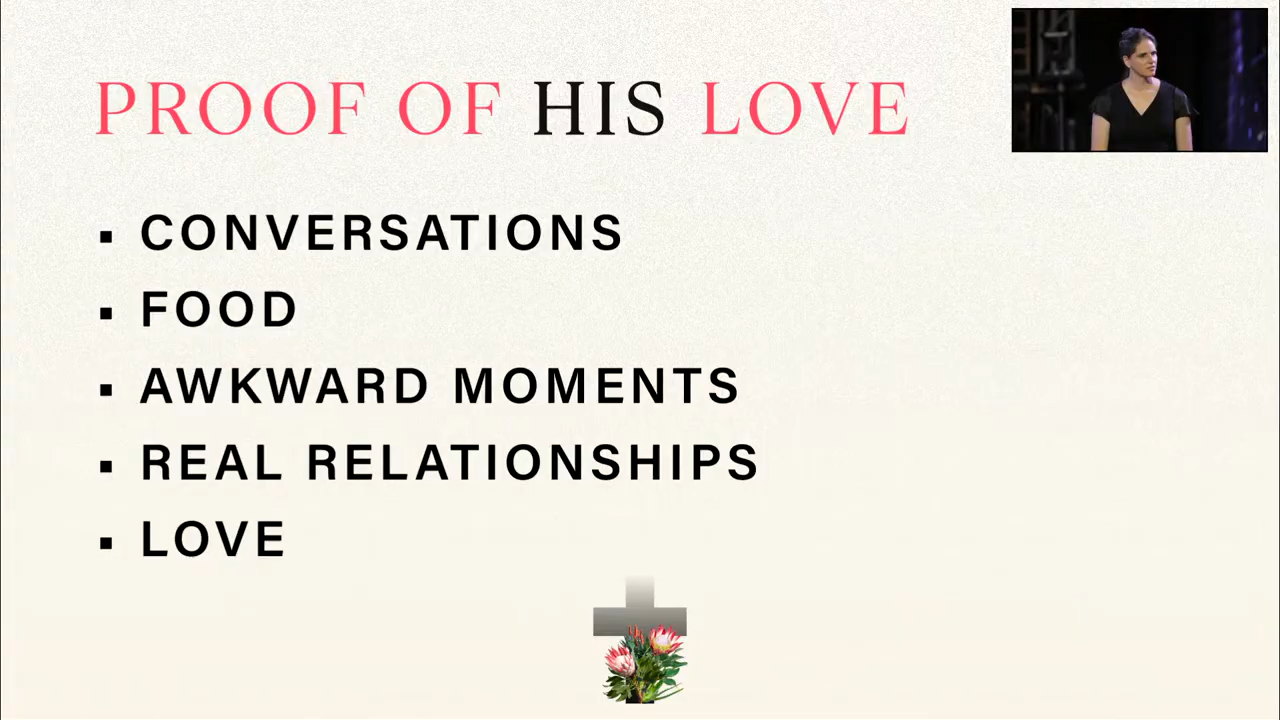 PROOF OF HIS LOVE
▪ CONVERSATIONS
▪ FOOD
▪ AWKWARD MOMENTS
▪ REAL RELATIONSHIPS
▪ LOVE